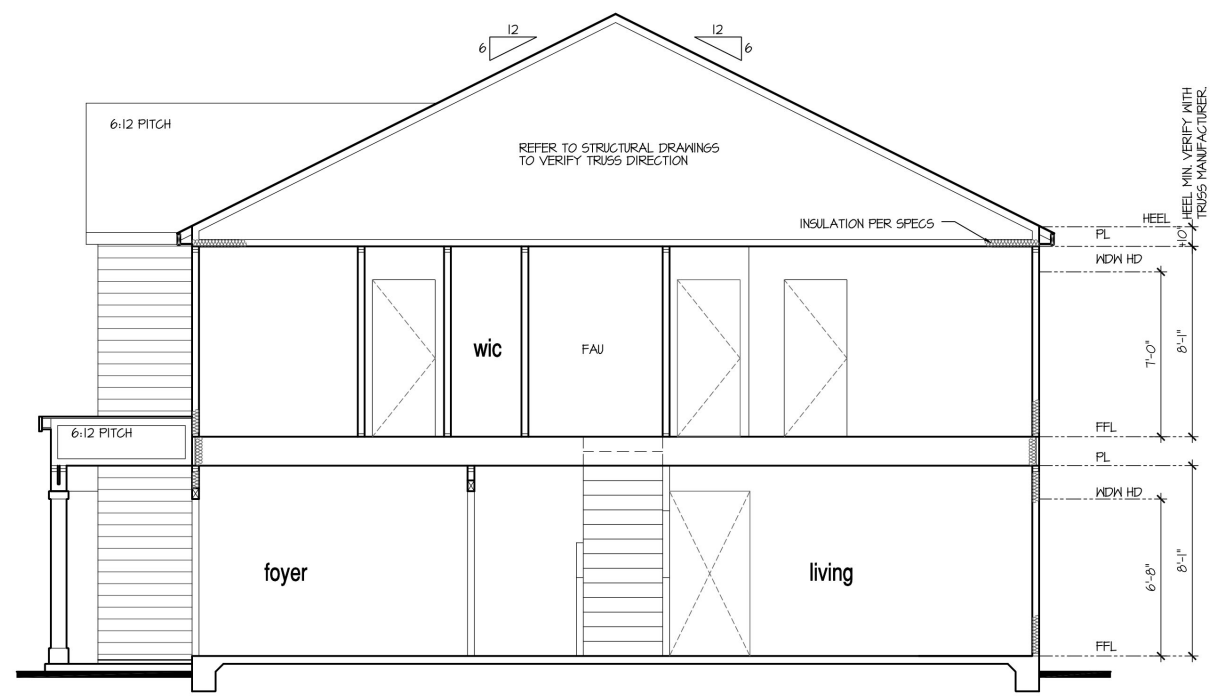 12
6
12
6
6:12 PITCH
REFER TO STRUCTURAL DRAWINGS
TO VERIFY TRUSS DIRECTION
INSULATION PER SPECS
HEEL
PL
WDW HD
10" HEEL MIN. VERIFY WITH
TRUSS MANUFACTURER.
7'-0"
8'-1"
wic
FAU
6:12 PITCH
FFL
PL
WDW HD
foyer
living
6'-8"
8'-1"
FFL